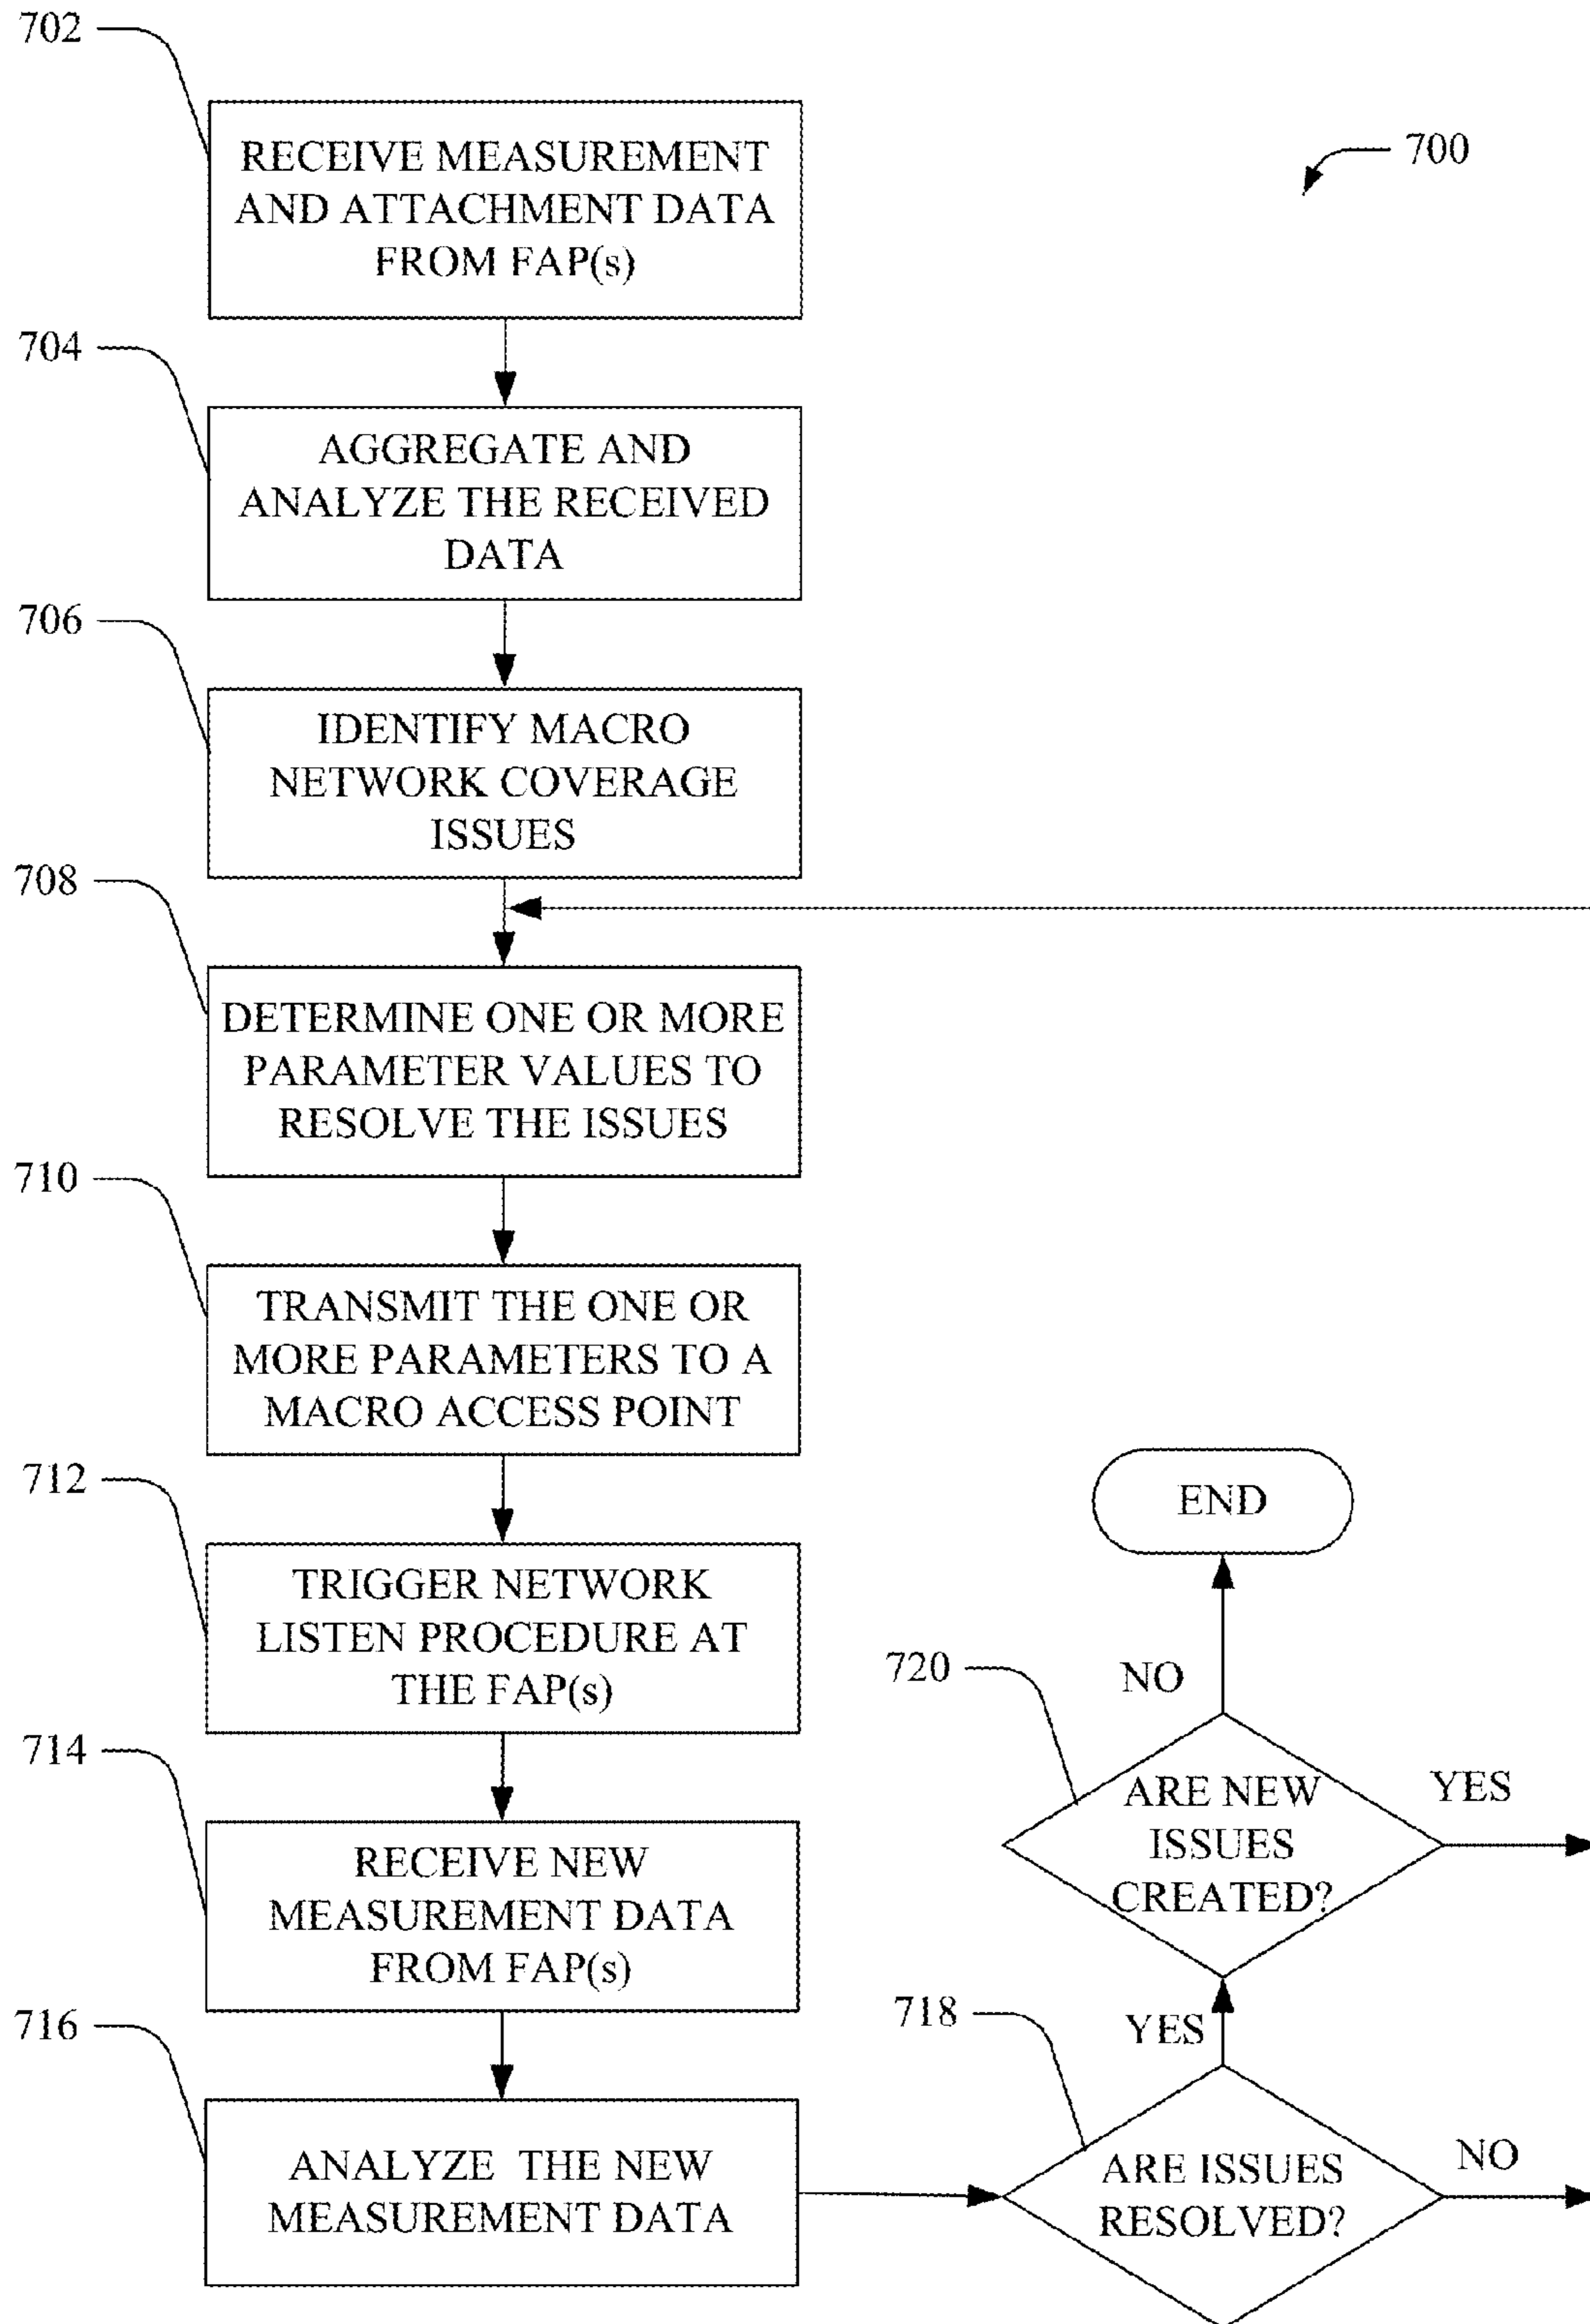 702
700
RECEIVE MEASUREMENT
AND ATTACHMENT DATA
FROM FAP(s)
704
AGGREGATE AND
ANALYZE THE RECEIVED
DATA
706
IDENTIFY MACRO
NETWORK COVERAGE
ISSUES
708
DETERMINE ONE OR MORE
PARAMETER VALUES TO
RESOLVE THE ISSUES
710
TRANSMIT THE ONE OR
MORE PARAMETERS TO A
MACRO ACCESS POINT
712
TRIGGER NETWORK
LISTEN PROCEDURE AT
THE FAP(s)
714
RECEIVE NEW
MEASUREMENT DATA
FROM FAP(s)
716
ANALYZE THE NEW
MEASUREMENT DATA
718
ARE ISSUES
RESOLVED?
NO
YES
720
ARE NEW
ISSUES
CREATED?
YES
NO
END